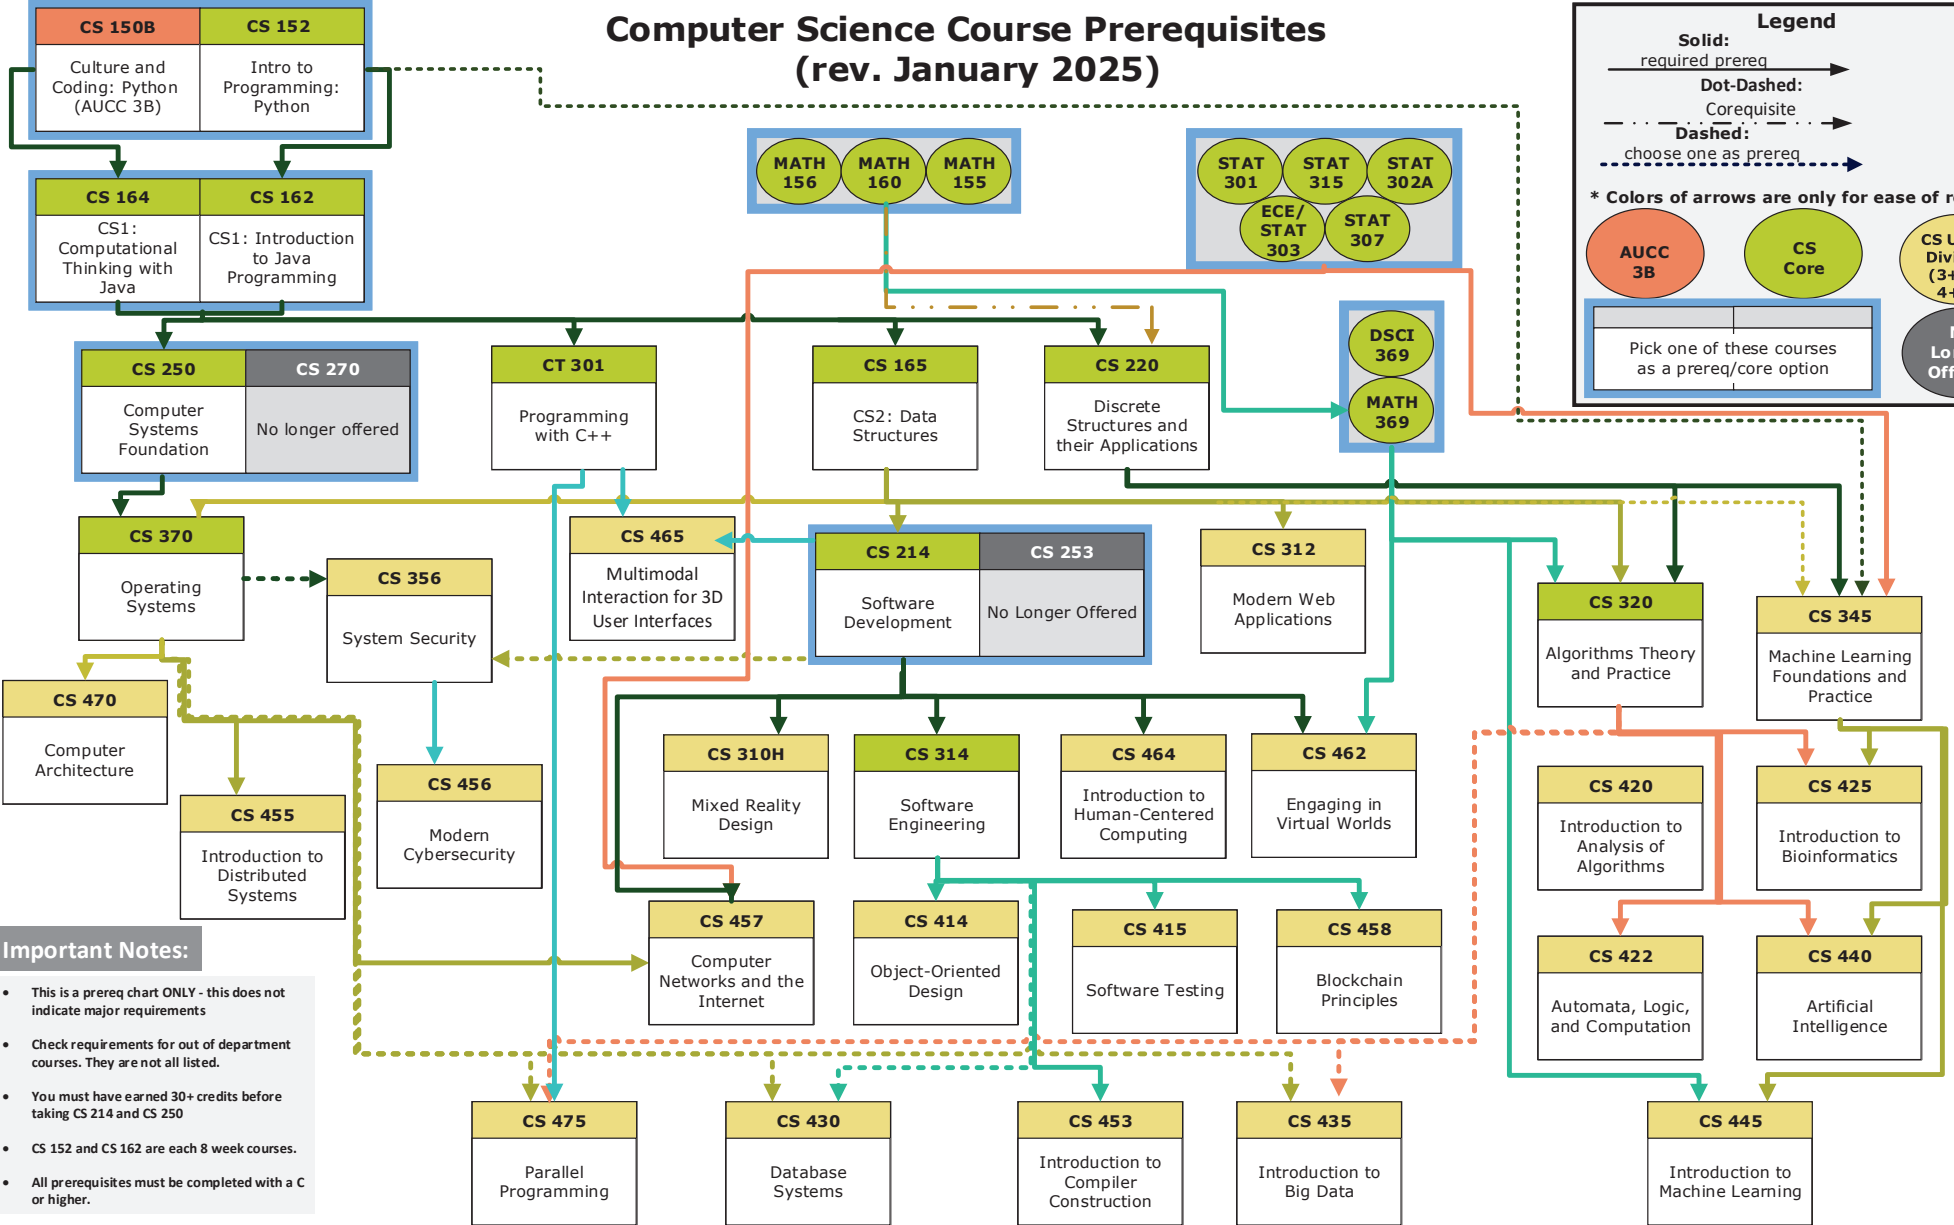 Computer Science Course Prerequisites
(rev. January 2025)
Legend
Solid:
required prereq
Dot-Dashed:
Corequisite
Dashed:
choose one as prereq
* Colors of arrows are only for ease of
AUCC
3B
CS
Core
CS
(3+
4+
Pick one of these courses
as a prereq/core option
CS 150B
Culture and
Coding: Python
(AUCC 3B)
CS 152
Intro to
Programming:
Python
CS 164
CS1:
Computational
Thinking with
Java
CS 162
CS1: Introduction
to Java
Programming
MATH
156
MATH
160
MATH
155
STAT
301
STAT
315
STAT
302A
ECE/
STAT
303
STAT
307
DSCI
369
MATH
369
CS 250
Computer
Systems
Foundation
CS 270
No longer offered
CT 301
Programming
with C++
CS 165
CS2: Data
Structures
CS 220
Discrete
Structures and
their Applications
CS 370
Operating
Systems
CS 356
System Security
CS 465
Multimodal
Interaction for 3D
User Interfaces
CS 214
Software
Development
CS 253
No Longer Offered
CS 312
Modern Web
Applications
CS 320
Algorithms Theory
and Practice
CS 345
Machine Learning
Foundations and
Practice
CS 470
Computer
Architecture
CS 455
Introduction to
Distributed
Systems
CS 456
Modern
Cybersecurity
CS 310H
Mixed Reality
Design
CS 314
Software
Engineering
CS 464
Introduction to
Human-Centered
Computing
CS 462
Engaging in
Virtual Worlds
CS 420
Introduction to
Analysis of
Algorithms
CS 425
Introduction to
Bioinformatics
CS 457
Computer
Networks and the
Internet
CS 414
Object-Oriented
Design
CS 415
Software Testing
CS 458
Blockchain
Principles
CS 422
Automata, Logic,
and Computation
CS 440
Artificial
Intelligence
CS 475
Parallel
Programming
CS 430
Database
Systems
CS 453
Introduction to
Compiler
Construction
CS 435
Introduction to
Big Data
CS 445
Introduction to
Machine Learning
Important Notes:
• This is a prereq chart ONLY - this does not
indicate major requirements
• Check requirements for out of department
courses. They are not all listed.
• You must have earned 30+ credits before
taking CS 214 and CS 250
• CS 152 and CS 162 are each 8 week courses.
• All prerequisites must be completed with a C
or higher.